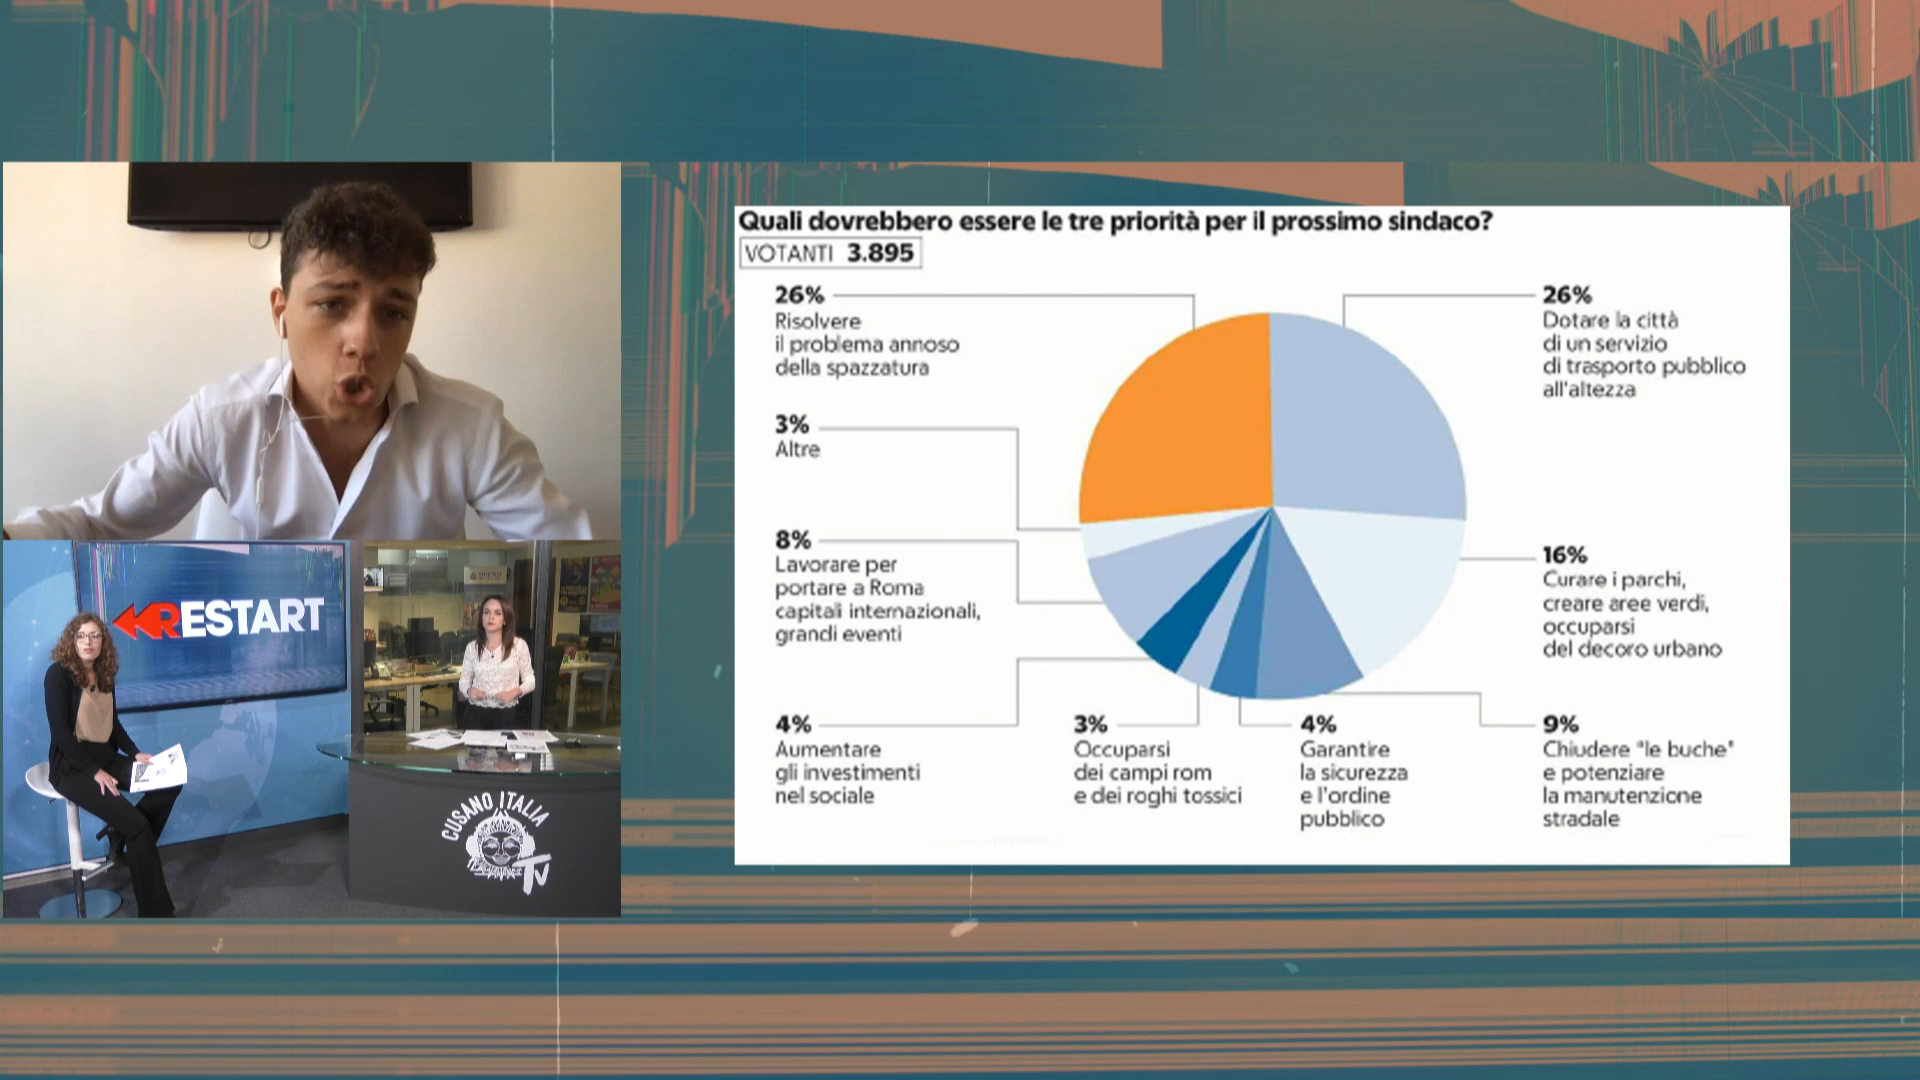 Quali dovrebbero essere le tre priorità per il prossimo sindaco?
VOTANTI 3.895
26%
Risolvere
il problema annoso
della spazzatura
3%
Altre
8%
Lavorare per
portare a Roma
capitali internazionali,
grandi eventi
4%
Aumentare
gli investimenti
nel sociale
3%
Occuparsi
dei campi rom
e dei roghi tossici
4%
Garantire
la sicurezza
e l'ordine
pubblico
26%
Dotare la città
di un servizio
di trasporto pubblico
all'altezza
16%
Curare i parchi,
creare aree verdi,
occuparsi
del decoro urbano
9%
Chiudere "le buche"
e potenziare
la manutenzione
stradale
RESTART
CUSANO ITALIA
TV